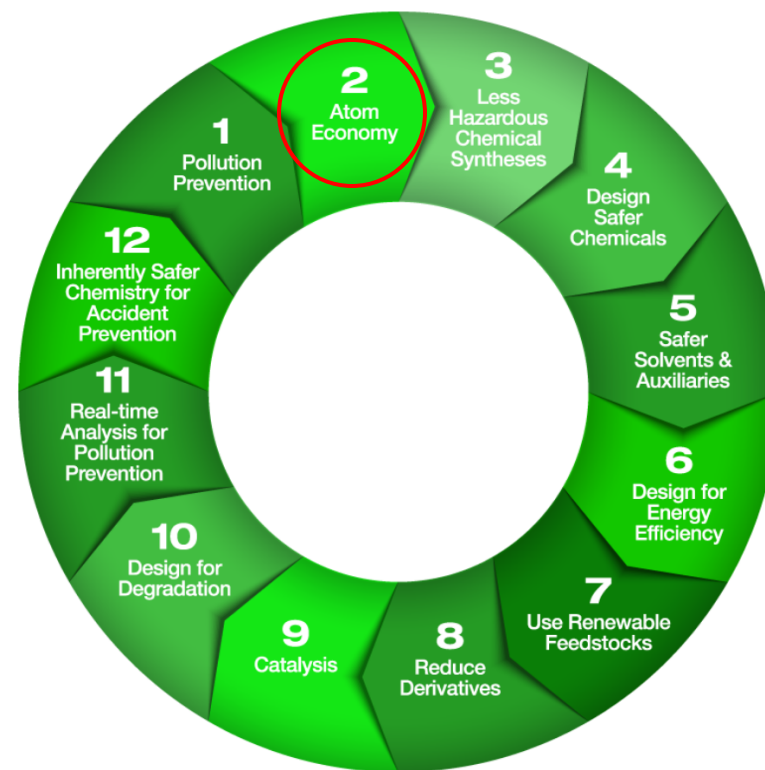 1
Pollution
Prevention
2
Atom
Economy
3
Less
Hazardous
Chemical
Syntheses
4
Design
Safer
Chemicals
5
Safer
Solvents &
Auxiliaries
6
Design for
Energy
Efficiency
7
Use Renewable
Feedstocks
8
Reduce
Derivatives
9
Catalysis
10
Design for
Degradation
11
Real-time
Analysis for
Pollution
Prevention
12
Inherently Safer
Chemistry for
Accident
Prevention